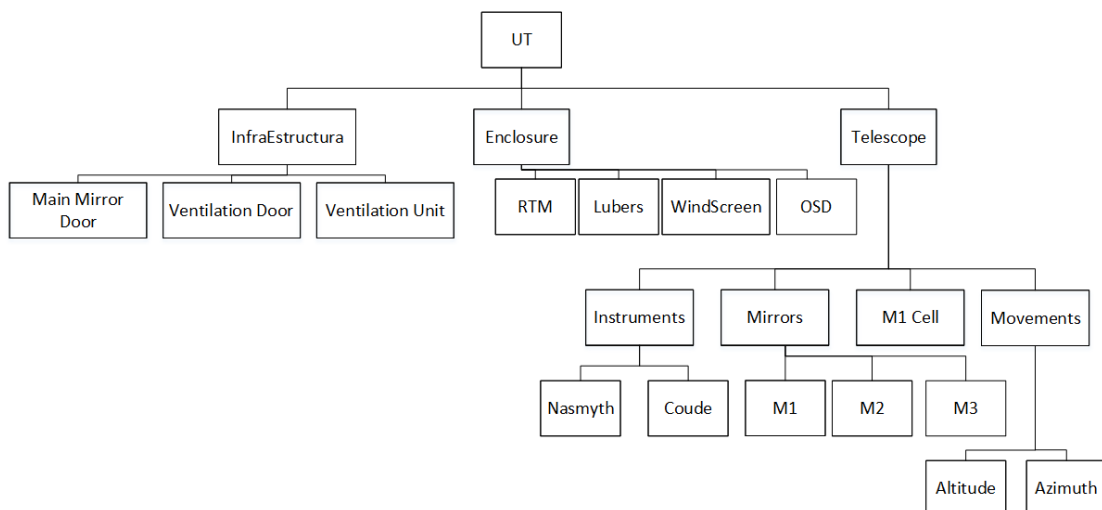 UT
InfraEstructura
Enclosure
Telescope
Main Mirror
Door
Ventilation Door
Ventilation Unit
RTM
Lubers
WindScreen
OSD
Instruments
Mirrors
M1 Cell
Movements
Nasmyth
Coude
M1
M2
M3
Altitude
Azimuth